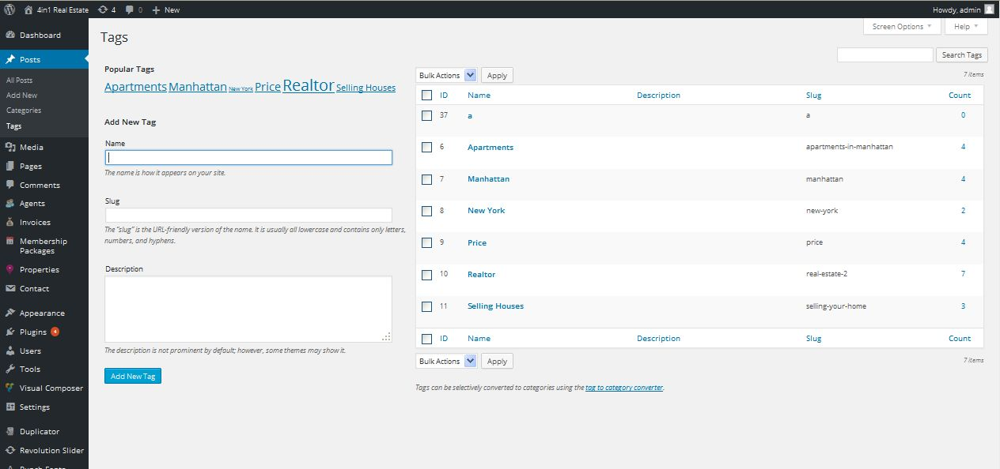 4in1 Real Estate 4 0 + New Howdy, admin
Dashboard
Posts
All Posts
Add New
Categories
Tags
Media
Pages
Comments
Agents
Invoices
Membership
Packages
Properties
Contact
Appearance
Plugins 4
Users
Tools
Visual Composer
Settings
Duplicator
Revolution Slider
Punch Fonts
Screen Options Help
Tags
Search Tags
Popular Tags
Apartments Manhattan New York Price Realtor Selling Houses
Add New Tag
Name
The name is how it appears on your site.
Slug
The "slug" is the URL-friendly version of the name. It is usually all lowercase and contains only letters,
numbers, and hyphens.
Description
The description is not prominent by default; however, some themes may show it.
Add New Tag
Bulk Actions Apply 7 items
ID Name Description Slug Count
37 a a 0
6 Apartments apartments-in-manhattan 4
7 Manhattan manhattan 4
8 New York new-york 2
9 Price price 4
10 Realtor real-estate-2 7
11 Selling Houses selling-your-home 3
ID Name Description Slug Count
Bulk Actions Apply 7 items
Tags can be selectively converted to categories using the tag to category converter.